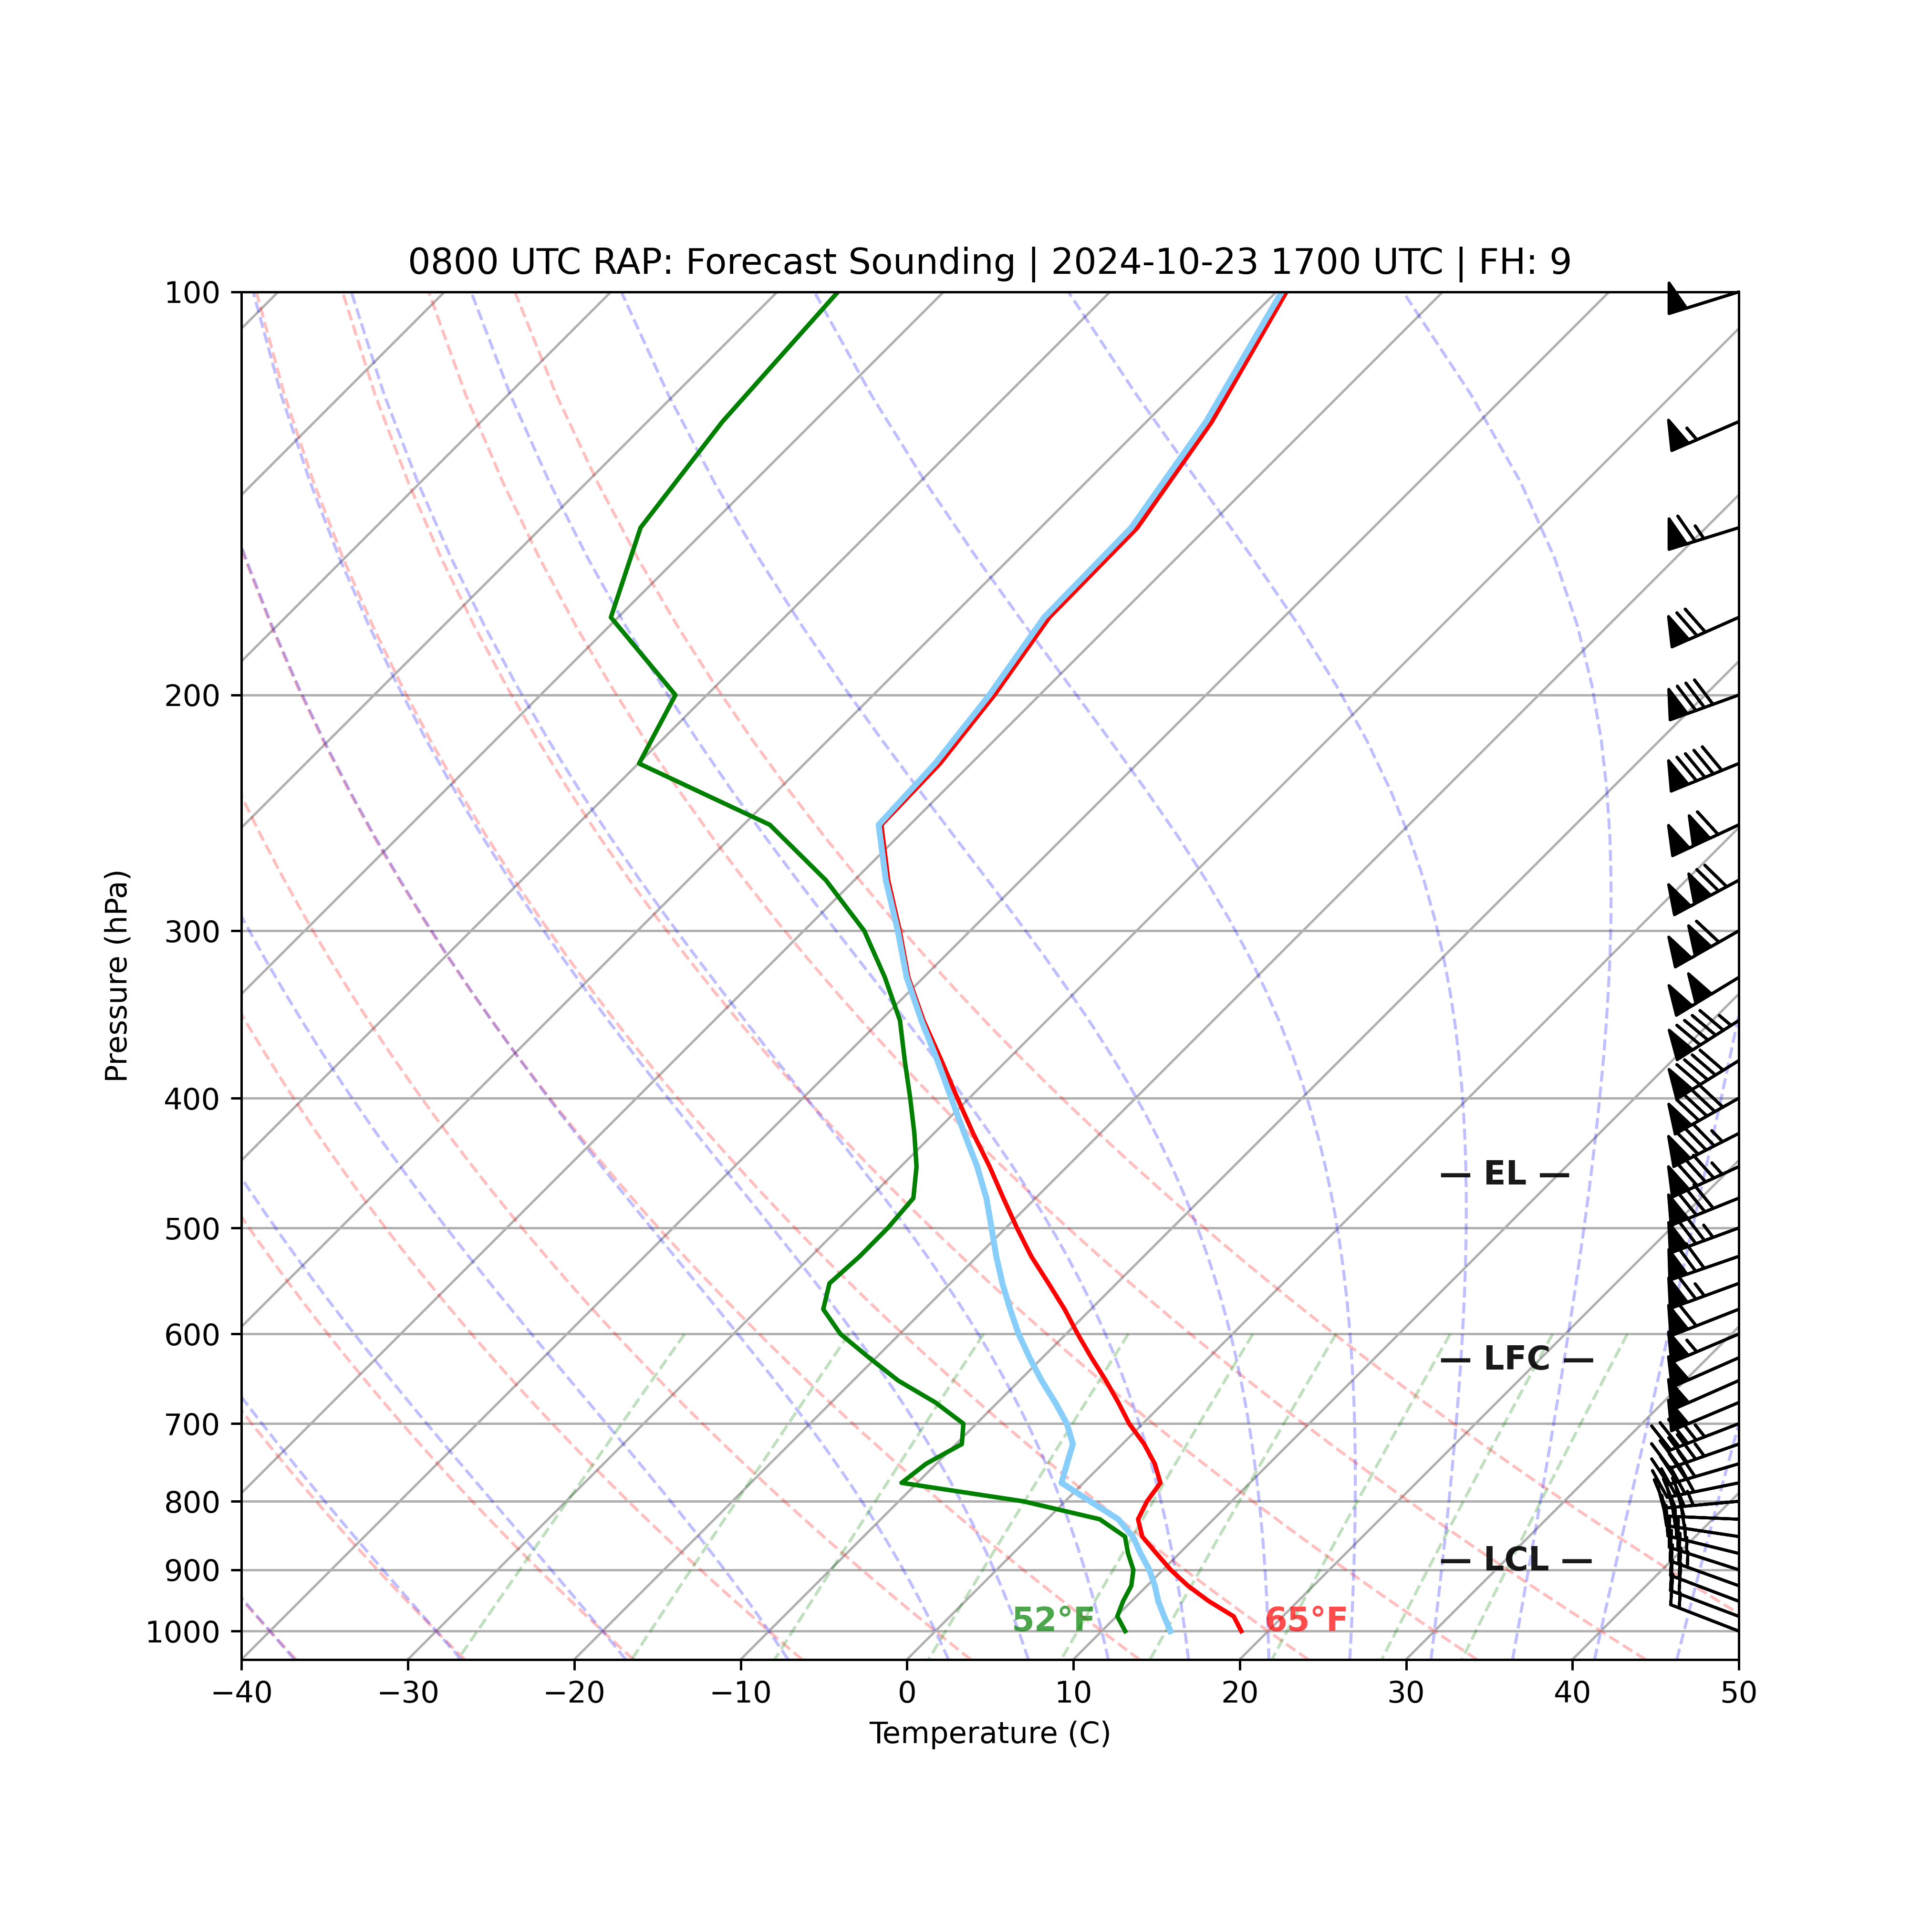 0800 UTC RAP: Forecast Sounding | 2024-10-23 1700 UTC | FH: 9
100
200
300
400
500
600
700
800
900
1000
Pressure (hPa)
— EL —
— LFC —
— LCL —
52°F
65°F
−40 −30 −20 −10 0 10 20 30 40 50
Temperature (C)